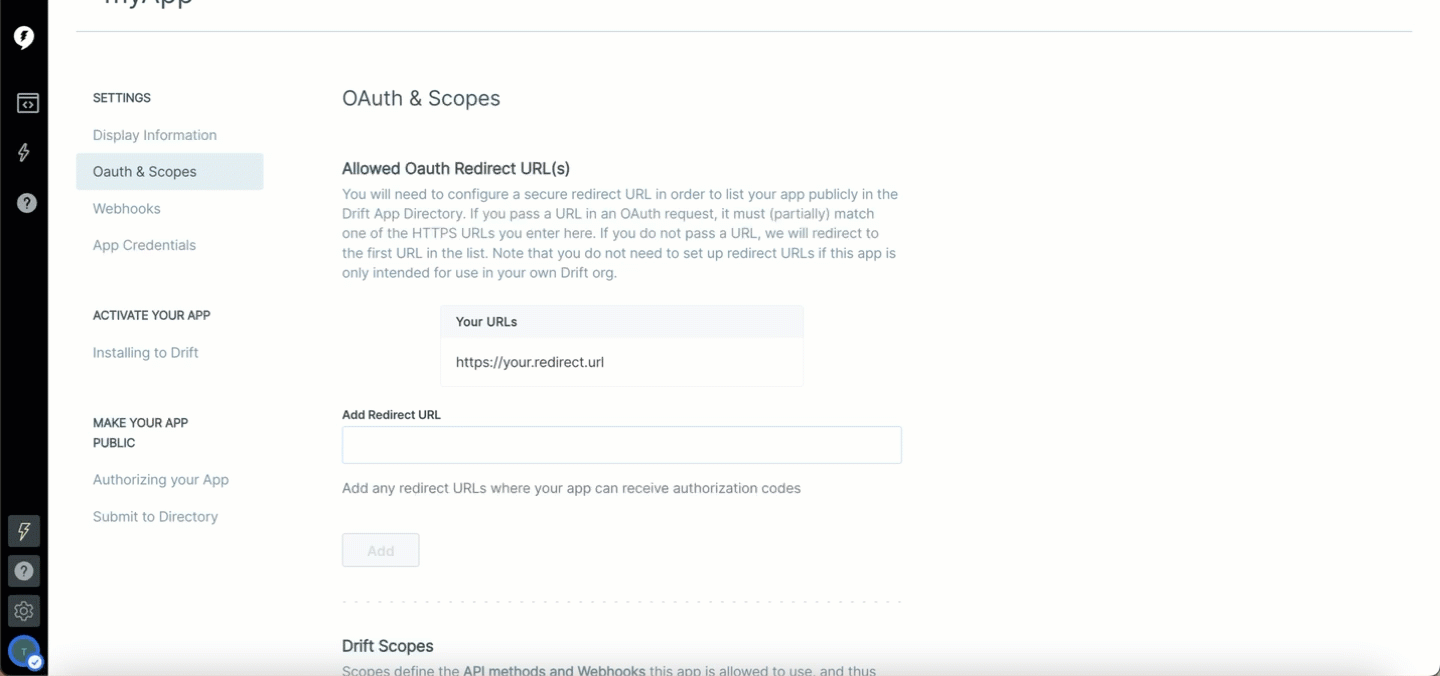 myApp
SETTINGS
Display Information
Oauth & Scopes
Webhooks
App Credentials
ACTIVATE YOUR APP
Installing to Drift
MAKE YOUR APP
PUBLIC
Authorizing your App
Submit to Directory
OAuth & Scopes
Allowed Oauth Redirect URL(s)
You will need to configure a secure redirect URL in order to list your app publicly in the
Drift App Directory. If you pass a URL in an OAuth request, it must (partially) match
one of the HTTPS URLs you enter here. If you do not pass a URL, we will redirect to
the first URL in the list. Note that you do not need to set up redirect URLs if this app is
only intended for use in your own Drift org.
Your URLs
https://your.redirect.url
Add Redirect URL
Add any redirect URLs where your app can receive authorization codes
Add
Drift Scopes
Scopes define the API methods and Webhooks this app is allowed to use, and thus
T